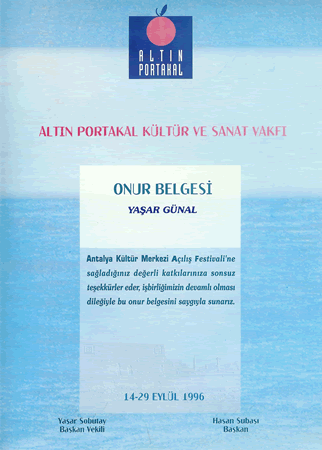 ALTIN
PORTAKAL
ALTIN PORTAKAL KÜLTÜR VE SANAT VAKFI
ONUR BELGESİ
YAŞAR GÜNAL
Antalya Kültür Merkezi Açılış Festivali'ne
sağladığınız değerli katkılarınıza sonsuz
teşekkürler eder, işbirliğimizin devamlı olması
dileğiyle bu onur belgesini saygıyla sunarız.
14-29 EYLÜL 1996
Yaşar Sobutay Hasan Subaşı
Başkan Vekili Başkan